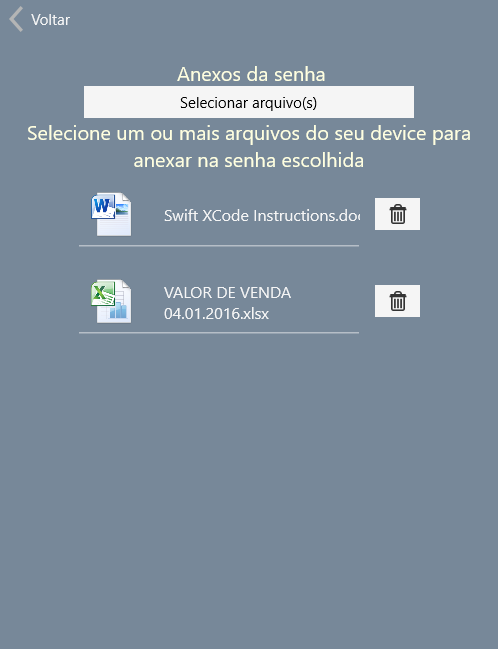 Voltar
Anexos da senha
Selecionar arquivo(s)
Selecione um ou mais arquivos do seu device para
anexar na senha escolhida
Swift XCode Instructions.doc
VALOR DE VENDA
04.01.2016.xlsx